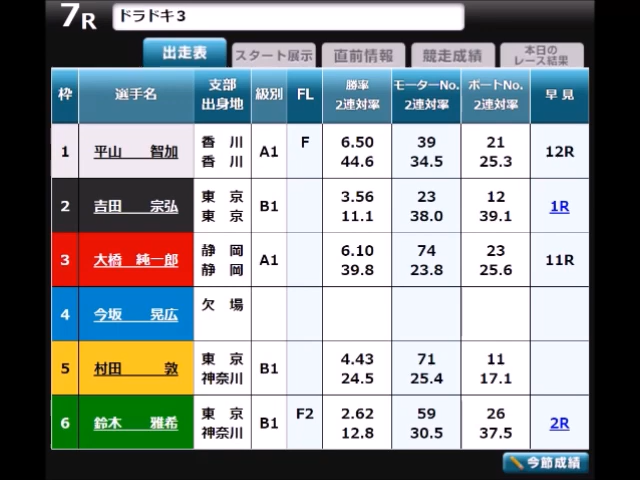 7R ドラドキ3
出走表 スタート展示 直前情報 競走成績 本日の
レース結果
枠 選手名 支部 級別 FL 勝率 モーターNo. ボートNo. 早見
出身地 2連対率 2連対率 2連対率
1 平山 智加 香川 A1 F 6.50 39 21 12R
香川 44.6 34.5 25.3
2 吉田 宗弘 東京 B1 3.56 23 12 1R
東京 11.1 38.0 39.1
3 大橋 純一郎 静岡 A1 6.10 74 23 11R
静岡 39.8 23.8 25.6
4 今坂 晃広 欠場
5 村田 敦 東京 B1 4.43 71 11
神奈川 24.5 25.4 17.1
6 鈴木 雅希 東京 B1 F2 2.62 59 26 2R
神奈川 12.8 30.5 37.5
今節成績